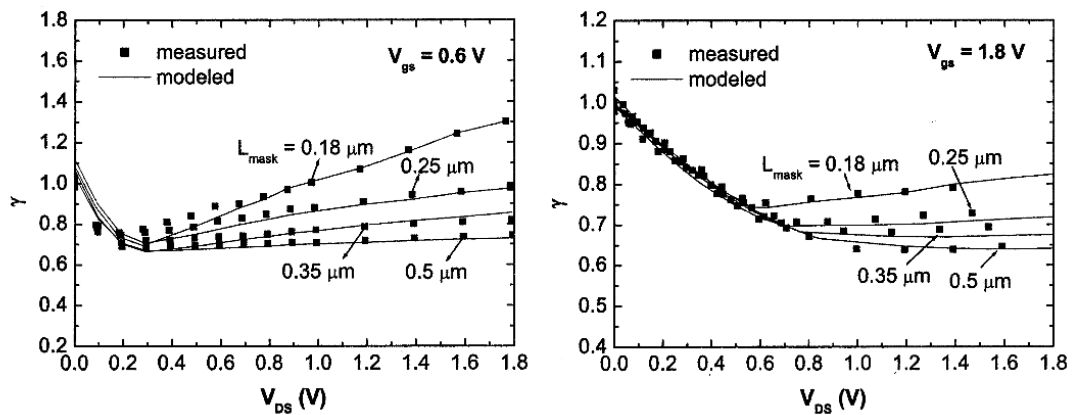 1.8
1.6
1.4
1.2
1.0
0.8
0.6
0.4
0.2
γ
measured
modeled
V_gs = 0.6 V
L_mask = 0.18 μm
0.25 μm
0.35 μm
0.5 μm
0.0 0.2 0.4 0.6 0.8 1.0 1.2 1.4 1.6 1.8
V_DS (V)
1.2
1.1
1.0
0.9
0.8
0.7
0.6
0.5
0.4
γ
measured
modeled
V_gs = 1.8 V
L_mask = 0.18 μm
0.25 μm
0.35 μm
0.5 μm
0.0 0.2 0.4 0.6 0.8 1.0 1.2 1.4 1.6 1.8
V_DS (V)